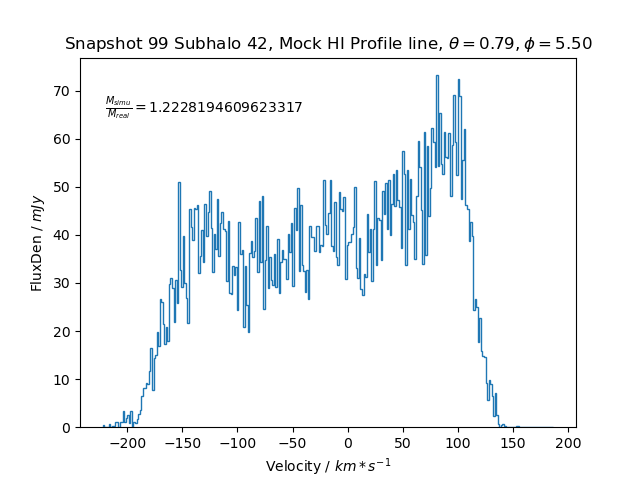 Snapshot 99 Subhalo 42, Mock HI Profile line, θ = 0.79, ϕ = 5.50
M_simu/M_real = 1.2228194609623317
70
60
50
40
30
20
10
0
FluxDen / mJy
−200 −150 −100 −50 0 50 100 150 200
Velocity / km * s⁻¹